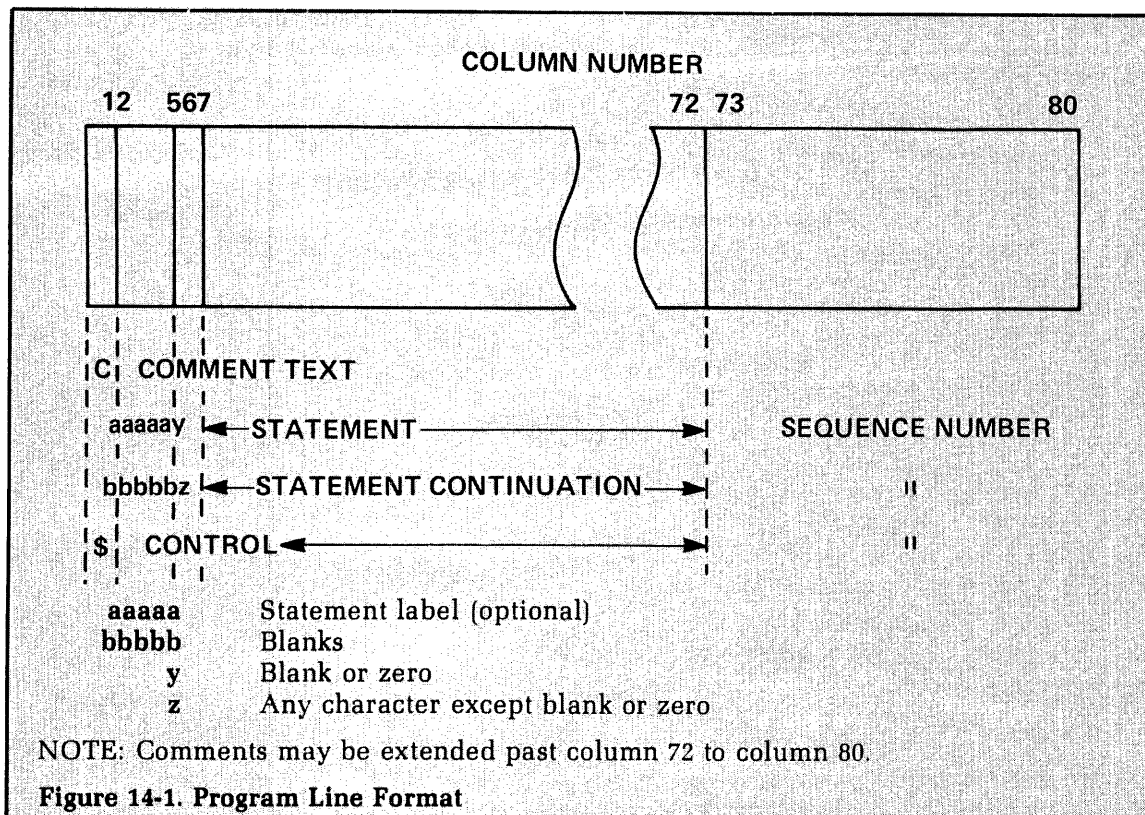 COLUMN NUMBER
12 567 72 73 80
C COMMENT TEXT
aaaaay STATEMENT SEQUENCE NUMBER
bbbbbz STATEMENT CONTINUATION "
$ CONTROL "
aaaaa Statement label (optional)
bbbbb Blanks
y Blank or zero
z Any character except blank or zero
NOTE: Comments may be extended past column 72 to column 80.
Figure 14-1. Program Line Format